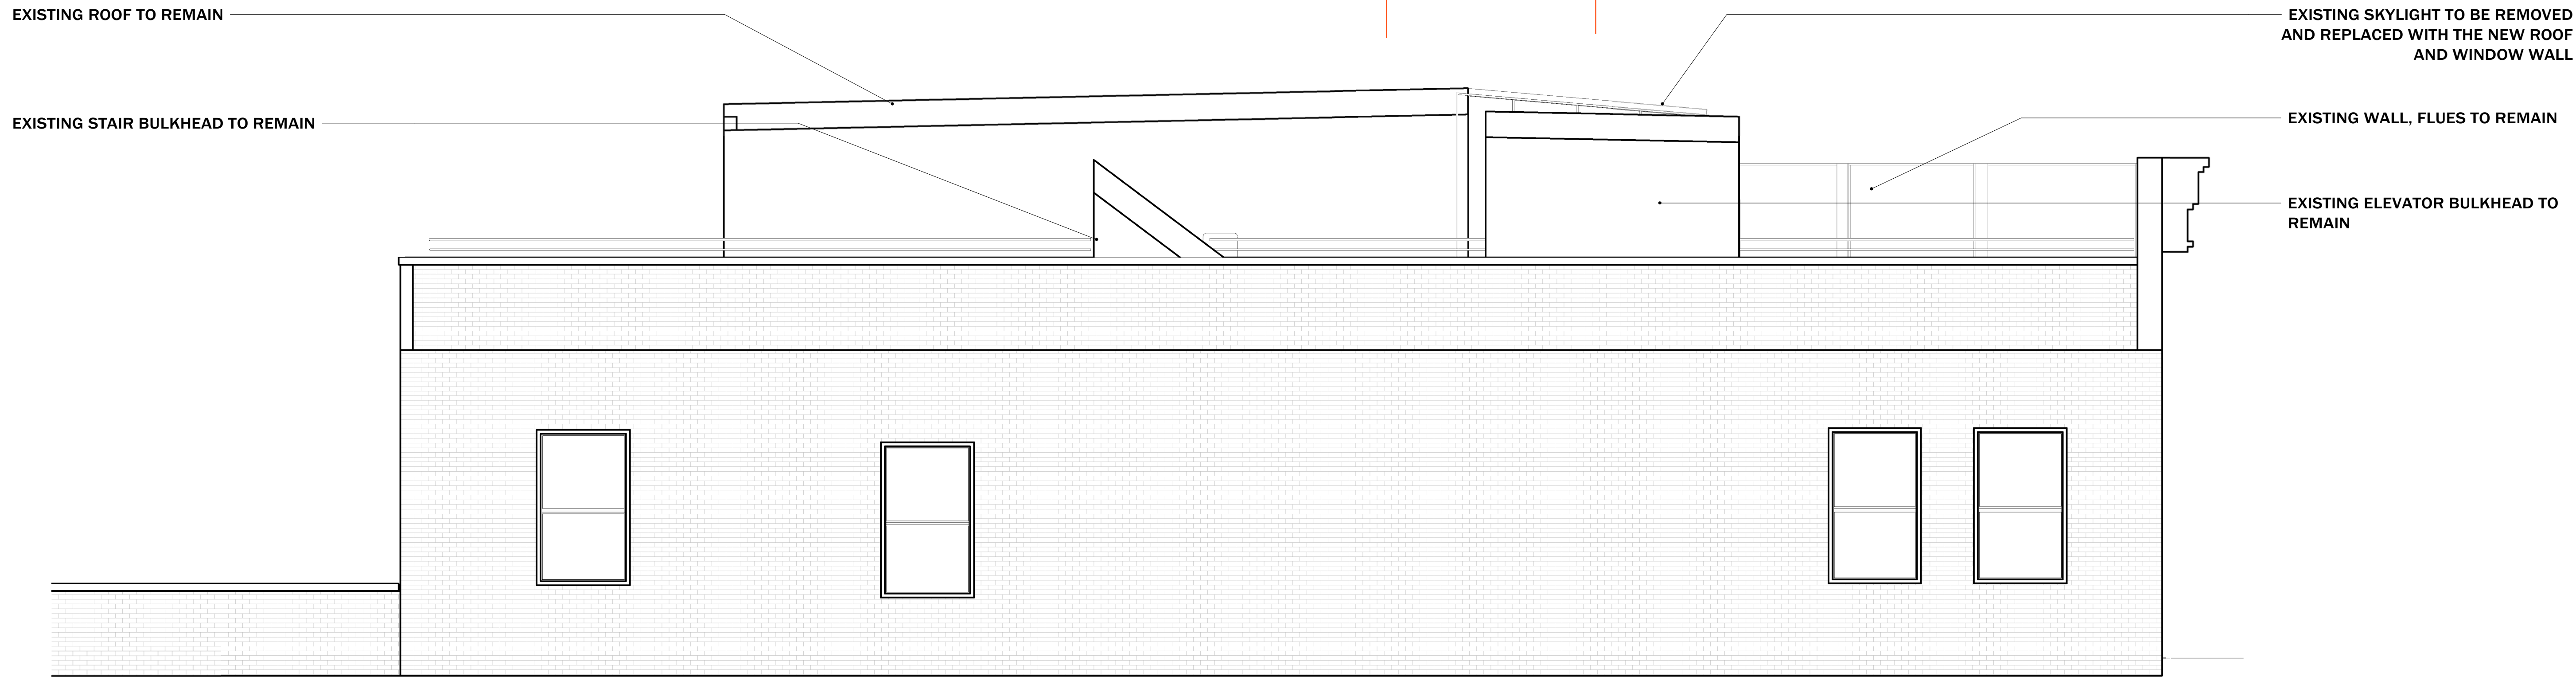 EXISTING ROOF TO REMAIN
EXISTING SKYLIGHT TO BE REMOVED
AND REPLACED WITH THE NEW ROOF
AND WINDOW WALL
EXISTING STAIR BULKHEAD TO REMAIN
EXISTING WALL, FLUES TO REMAIN
EXISTING ELEVATOR BULKHEAD TO
REMAIN